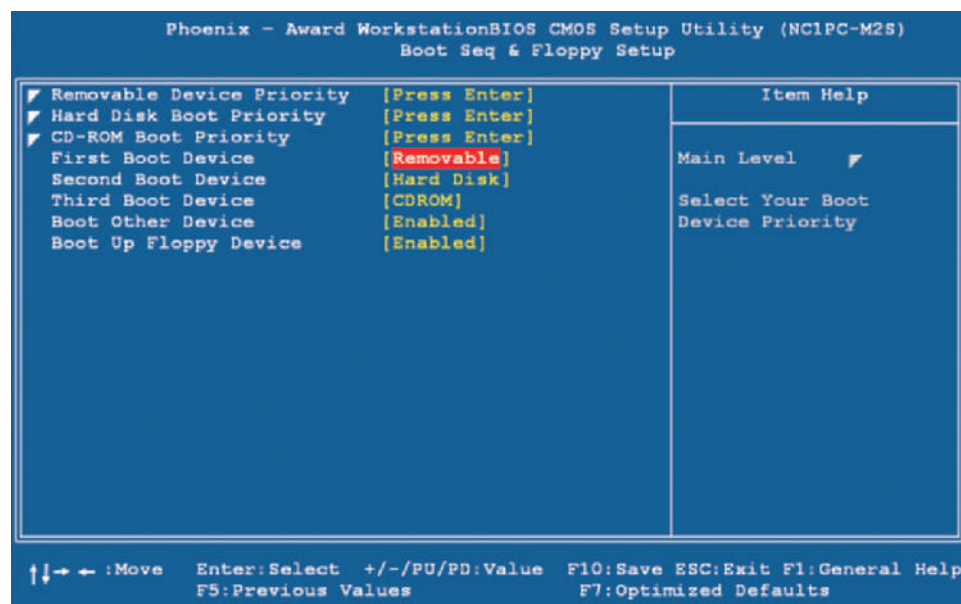 Phoenix - Award WorkstationBIOS CMOS Setup Utility (NC1PC-M2S)
Boot Seq & Floppy Setup
Removable Device Priority [Press Enter]
Hard Disk Boot Priority [Press Enter]
CD-ROM Boot Priority [Press Enter]
First Boot Device [Removable]
Second Boot Device [Hard Disk]
Third Boot Device [CDROM]
Boot Other Device [Enabled]
Boot Up Floppy Device [Enabled]
Item Help
Main Level
Select Your Boot
Device Priority
↑↓→ ← :Move Enter:Select +/-/PU/PD:Value F10:Save ESC:Exit F1:General Help
F5:Previous Values F7:Optimized Defaults